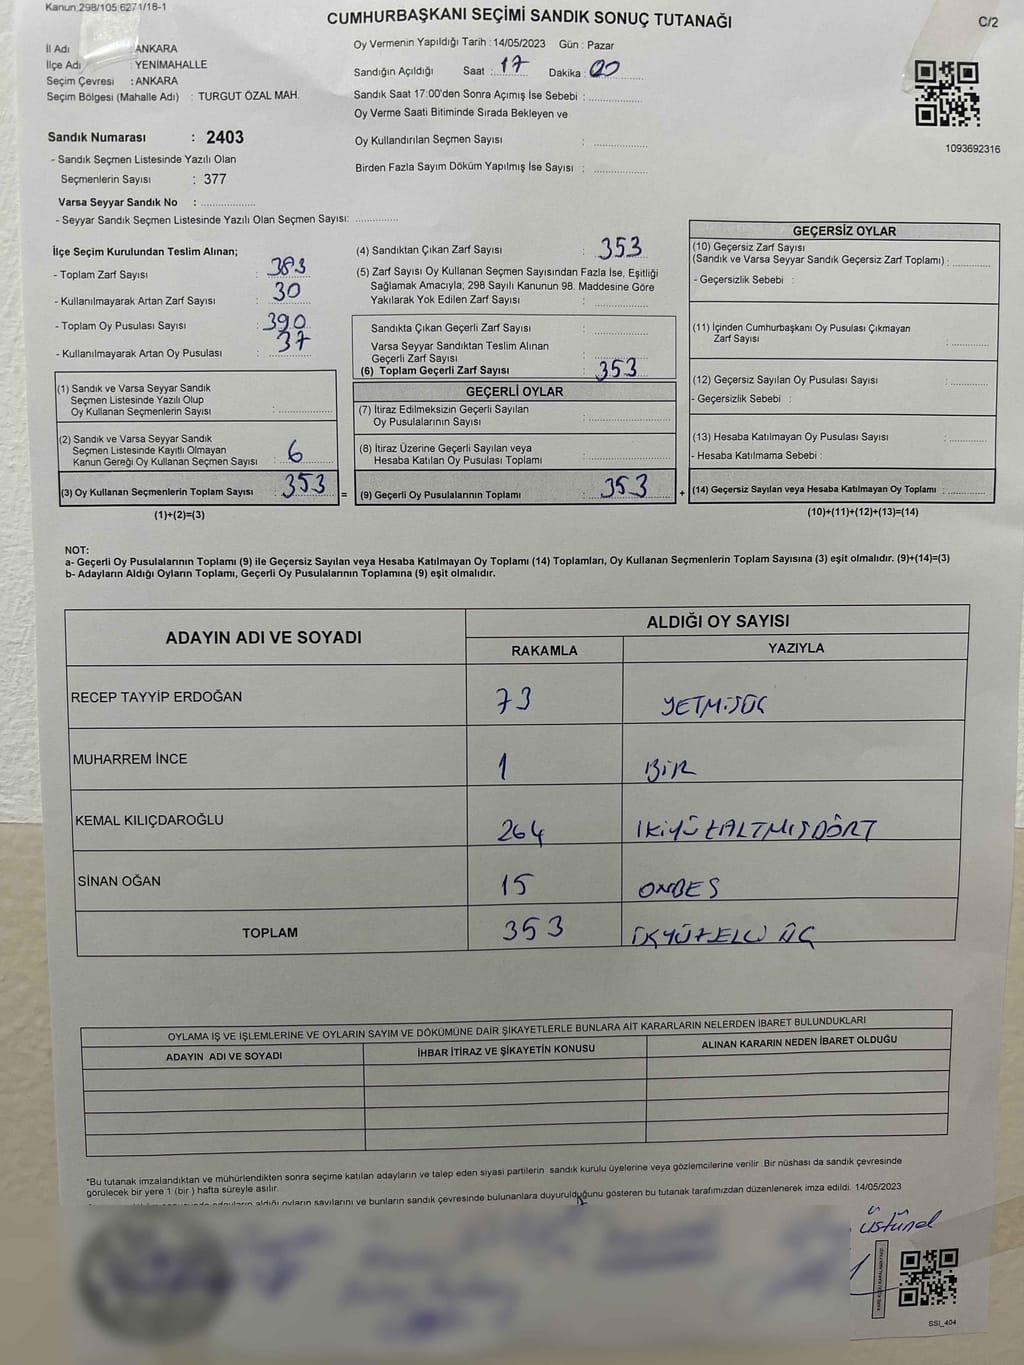 Kanun:298/105:6271/18-1
CUMHURBAŞKANI SEÇİMİ SANDIK SONUÇ TUTANAĞI
C/2
İl Adı ANKARA
İlçe Adı YENİMAHALLE
Seçim Çevresi : ANKARA
Seçim Bölgesi (Mahalle Adı) : TURGUT ÖZAL MAH.
Sandık Numarası : 2403
- Sandık Seçmen Listesinde Yazılı Olan
Seçmenlerin Sayısı : 377
Varsa Seyyar Sandık No :
- Seyyar Sandık Seçmen Listesinde Yazılı Olan Seçmen Sayısı:
Oy Vermenin Yapıldığı Tarih : 14/05/2023 Gün : Pazar
Sandığın Açıldığı Saat : 17 Dakika : 00
Sandık Saat 17:00'den Sonra Açımış İse Sebebi :
Oy Verme Saati Bitiminde Sırada Bekleyen ve
Oy Kullandırılan Seçmen Sayısı :
Birden Fazla Sayım Döküm Yapılmış İse Sayısı :
1093692316
İlçe Seçim Kurulundan Teslim Alınan;
- Toplam Zarf Sayısı : 383
- Kullanılmayarak Artan Zarf Sayısı : 30
- Toplam Oy Pusulası Sayısı : 390
- Kullanılmayarak Artan Oy Pusulası : 37
(1) Sandık ve Varsa Seyyar Sandık
Seçmen Listesinde Yazılı Olup
Oy Kullanan Seçmenlerin Sayısı :
(2) Sandık ve Varsa Seyyar Sandık
Seçmen Listesinde Kayıtlı Olmayan
Kanun Gereği Oy Kullanan Seçmen Sayısı : 6
(3) Oy Kullanan Seçmenlerin Toplam Sayısı : 353 =
(1)+(2)=(3)
(4) Sandıktan Çıkan Zarf Sayısı : 353
(5) Zarf Sayısı Oy Kullanan Seçmen Sayısından Fazla İse, Eşitliği
Sağlamak Amacıyla; 298 Sayılı Kanunun 98. Maddesine Göre
Yakılarak Yok Edilen Zarf Sayısı :
Sandıkta Çıkan Geçerli Zarf Sayısı :
Varsa Seyyar Sandıktan Teslim Alınan
Geçerli Zarf Sayısı :
(6) Toplam Geçerli Zarf Sayısı : 353
GEÇERLİ OYLAR
(7) İtiraz Edilmeksizin Geçerli Sayılan
Oy Pusulalarının Sayısı :
(8) İtiraz Üzerine Geçerli Sayılan veya
Hesaba Katılan Oy Pusulası Toplamı :
(9) Geçerli Oy Pusulalarının Toplamı : 353 +
GEÇERSİZ OYLAR
(10) Geçersiz Zarf Sayısı
(Sandık ve Varsa Seyyar Sandık Geçersiz Zarf Toplamı) :
- Geçersizlik Sebebi :
(11) İçinden Cumhurbaşkanı Oy Pusulası Çıkmayan
Zarf Sayısı :
(12) Geçersiz Sayılan Oy Pusulası Sayısı :
- Geçersizlik Sebebi :
(13) Hesaba Katılmayan Oy Pusulası Sayısı :
- Hesaba Katılmama Sebebi :
(14) Geçersiz Sayılan veya Hesaba Katılmayan Oy Toplamı :
(10)+(11)+(12)+(13)=(14)
NOT:
a- Geçerli Oy Pusulalarının Toplamı (9) ile Geçersiz Sayılan veya Hesaba Katılmayan Oy Toplamı (14) Toplamları, Oy Kullanan Seçmenlerin Toplam Sayısına (3) eşit olmalıdır. (9)+(14)=(3)
b- Adayların Aldığı Oyların Toplamı, Geçerli Oy Pusulalarının Toplamına (9) eşit olmalıdır.
ADAYIN ADI VE SOYADI ALDIĞI OY SAYISI
RAKAMLA YAZIYLA
RECEP TAYYİP ERDOĞAN 73 YETMİŞÜÇ
MUHARREM İNCE 1 BİR
KEMAL KILIÇDAROĞLU 264 İKİYÜZALTMIŞDÖRT
SİNAN OĞAN 15 ONBEŞ
TOPLAM 353
OYLAMA İŞ VE İŞLEMLERİNE VE OYLARIN SAYIM VE DÖKÜMÜNE DAİR ŞİKAYETLERLE BUNLARA AİT KARARLARIN NELERDEN İBARET BULUNDUKLARI
ADAYIN ADI VE SOYADI İHBAR İTİRAZ VE ŞİKAYETİN KONUSU ALINAN KARARIN NEDEN İBARET OLDUĞU
*Bu tutanak imzalandıktan ve mühürlendikten sonra seçime katılan adayların ve talep eden siyasi partilerin sandık kurulu üyelerine veya gözlemcilerine verilir. Bir nüshası da sandık çevresinde
görülecek bir yere 1 (bir) hafta süreyle asılır.
aldığı oyların sayılarını ve bunların sandık çevresinde bulunanlara duyurulduğunu gösteren bu tutanak tarafımızdan düzenlenerek imza edildi. 14/05/2023
üstünel
SSI_404